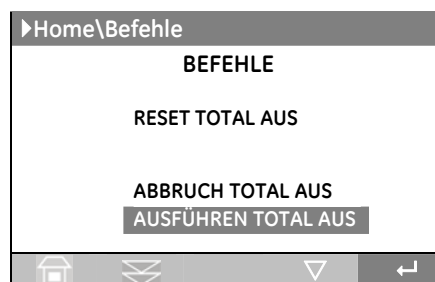 Home\Befehle
BEFEHLE
RESET TOTAL AUS
ABBRUCH TOTAL AUS
AUSFÜHREN TOTAL AUS